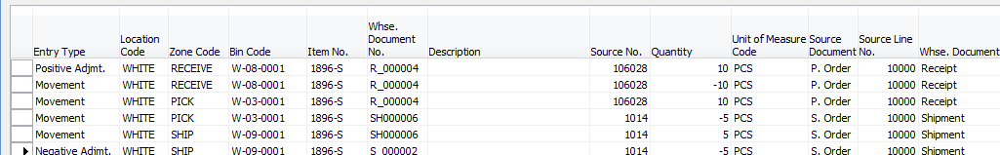 Entry Type Location Code Zone Code Bin Code Item No. Whse. Document No. Description Source No. Quantity Unit of Measure Code Source Document Source Line No. Whse. Document
Positive Adjmt. WHITE RECEIVE W-08-0001 1896-S R_000004 106028 10 PCS P. Order 10000 Receipt
Movement WHITE RECEIVE W-08-0001 1896-S R_000004 106028 -10 PCS P. Order 10000 Receipt
Movement WHITE PICK W-03-0001 1896-S R_000004 106028 10 PCS P. Order 10000 Receipt
Movement WHITE PICK W-03-0001 1896-S SH000006 1014 -5 PCS S. Order 10000 Shipment
Movement WHITE SHIP W-09-0001 1896-S SH000006 1014 5 PCS S. Order 10000 Shipment
Negative Adjmt. WHITE SHIP W-09-0001 1896-S S_000002 1014 -5 PCS S. Order 10000 Shipment